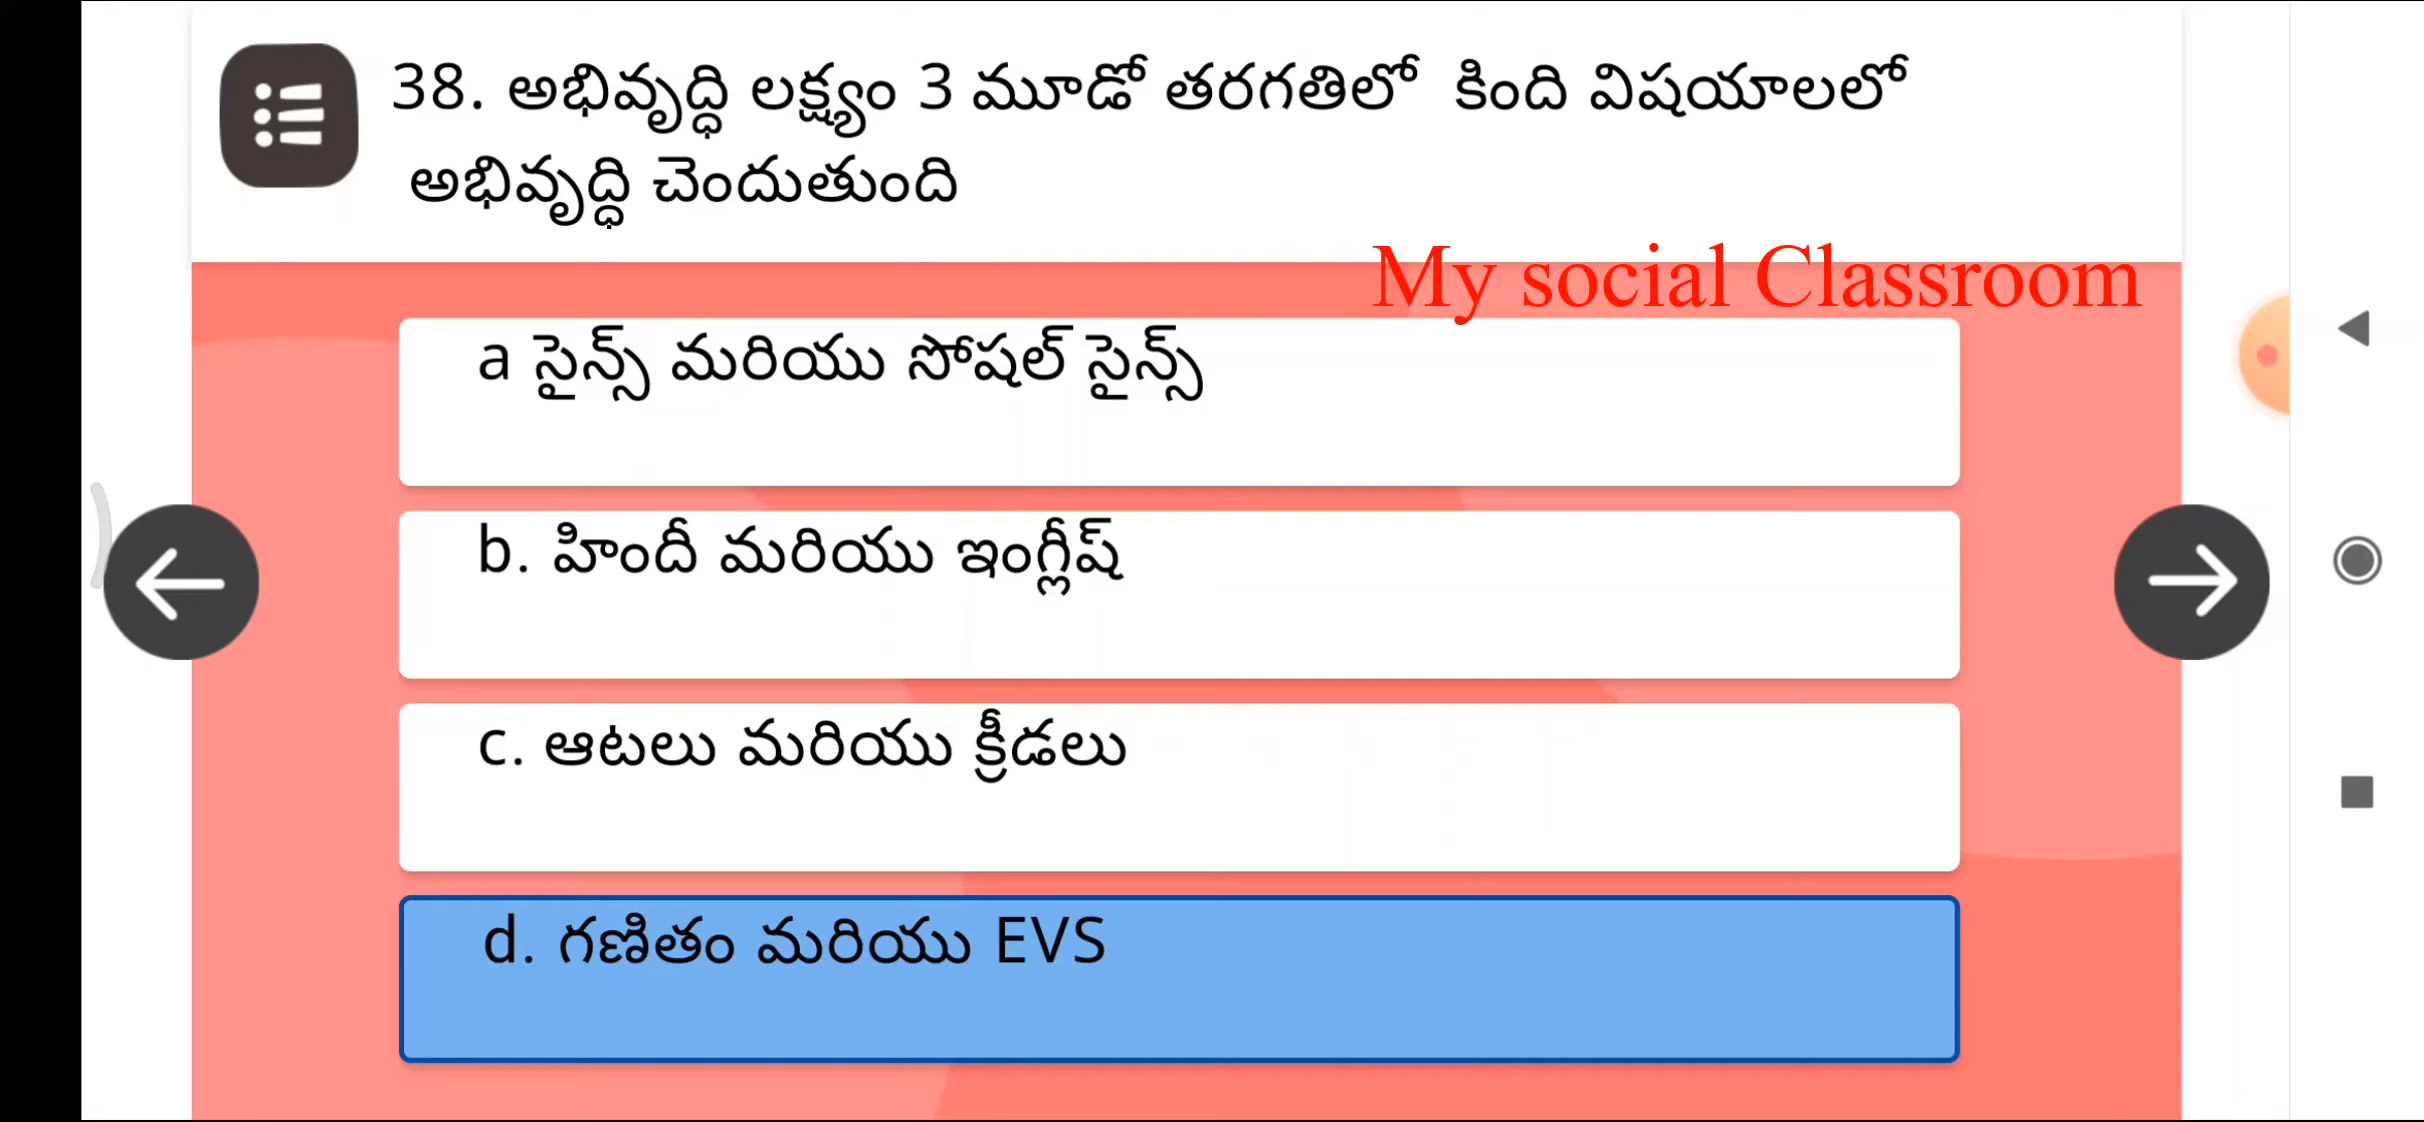 38. అభివృద్ధి లక్ష్యం 3 మూడో తరగతిలో కింది విషయాలలో
అభివృద్ధి చెందుతుంది
My social Classroom
a సైన్స్ మరియు సోషల్ సైన్స్
b. హిందీ మరియు ఇంగ్లీష్
c. ఆటలు మరియు క్రీడలు
d. గణితం మరియు EVS